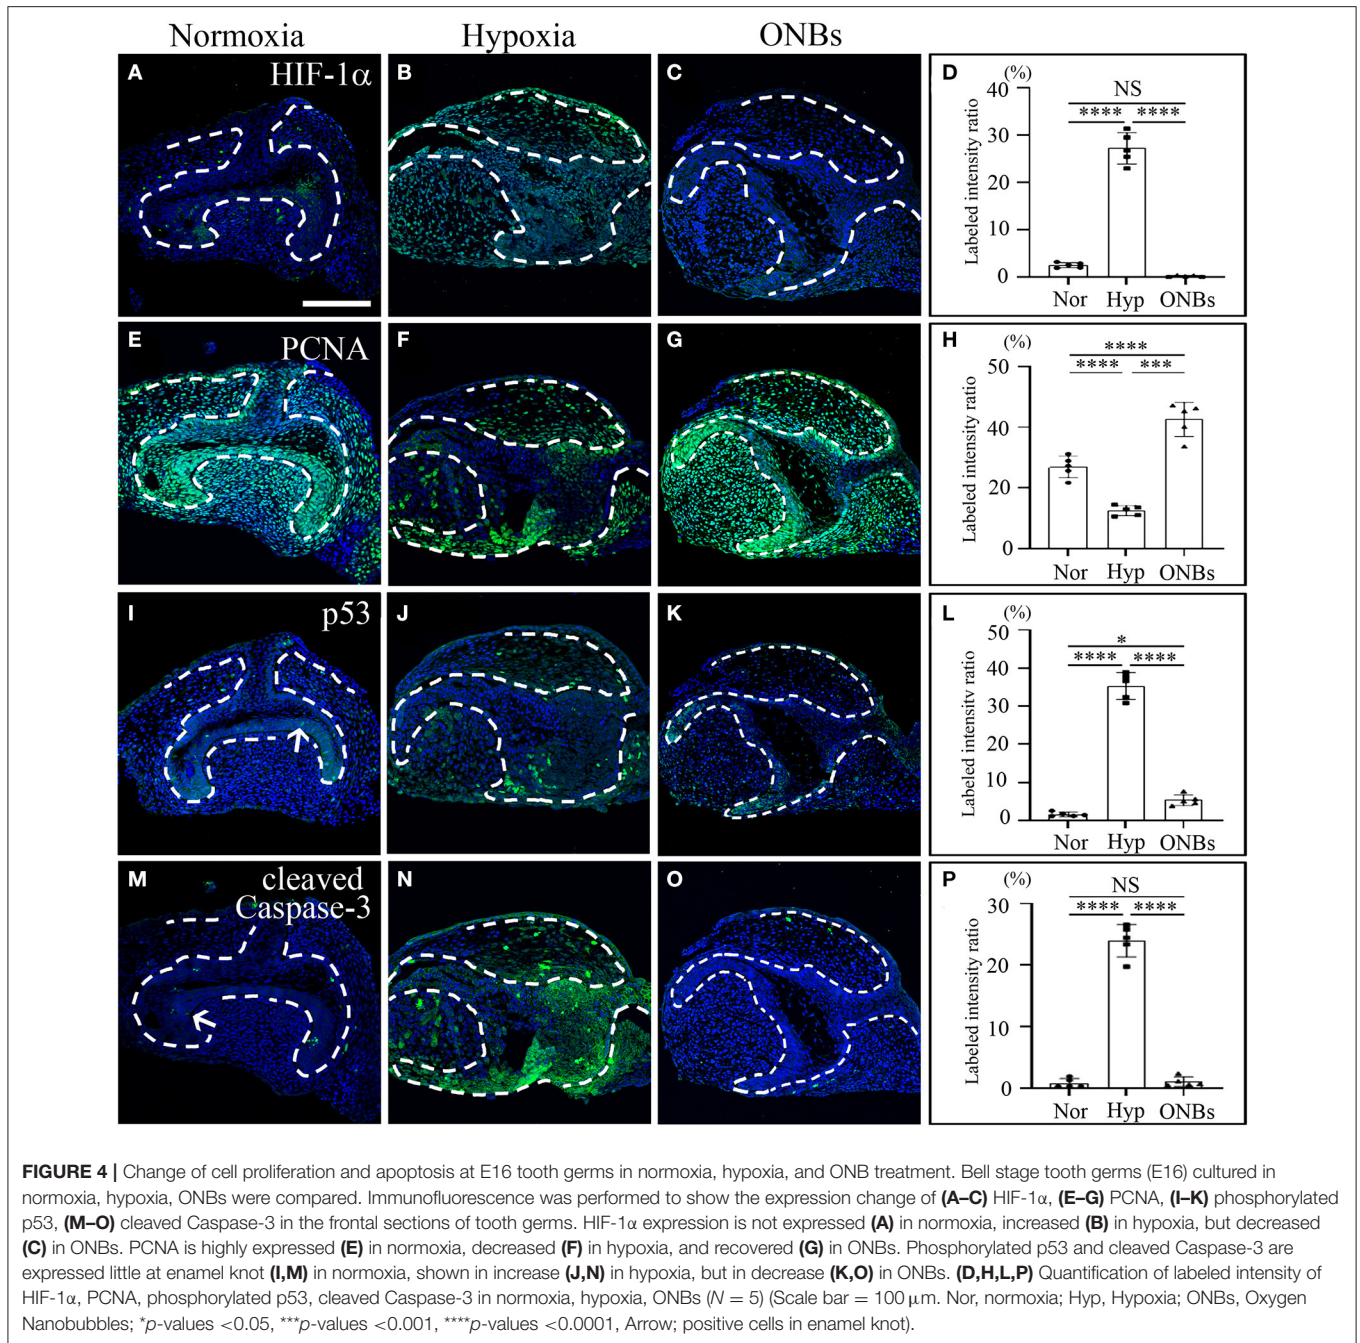 Normoxia Hypoxia ONBs
A HIF-1α B C D (%)
NS
**** ****
Labeled intensity ratio
40
30
20
10
0
Nor Hyp ONBs
E PCNA F G H (%)
****
**** ***
Labeled intensity ratio
50
40
20
0
Nor Hyp ONBs
I p53 J K L (%)
*
**** ****
Labeled intensity ratio
50
40
30
20
10
0
Nor Hyp ONBs
M cleaved Caspase-3 N O P (%)
NS
**** ****
Labeled intensity ratio
30
20
10
0
Nor Hyp ONBs
FIGURE 4 | Change of cell proliferation and apoptosis at E16 tooth germs in normoxia, hypoxia, and ONB treatment. Bell stage tooth germs (E16) cultured in
normoxia, hypoxia, ONBs were compared. Immunofluorescence was performed to show the expression change of (A–C) HIF-1α, (E–G) PCNA, (I–K) phosphorylated
p53, (M–O) cleaved Caspase-3 in the frontal sections of tooth germs. HIF-1α expression is not expressed (A) in normoxia, increased (B) in hypoxia, but decreased
(C) in ONBs. PCNA is highly expressed (E) in normoxia, decreased (F) in hypoxia, and recovered (G) in ONBs. Phosphorylated p53 and cleaved Caspase-3 are
expressed little at enamel knot (I,M) in normoxia, shown in increase (J,N) in hypoxia, but in decrease (K,O) in ONBs. (D,H,L,P) Quantification of labeled intensity of
HIF-1α, PCNA, phosphorylated p53, cleaved Caspase-3 in normoxia, hypoxia, ONBs (N = 5) (Scale bar = 100 μm. Nor, normoxia; Hyp, Hypoxia; ONBs, Oxygen
Nanobubbles; *p-values <0.05, ***p-values <0.001, ****p-values <0.0001, Arrow; positive cells in enamel knot).